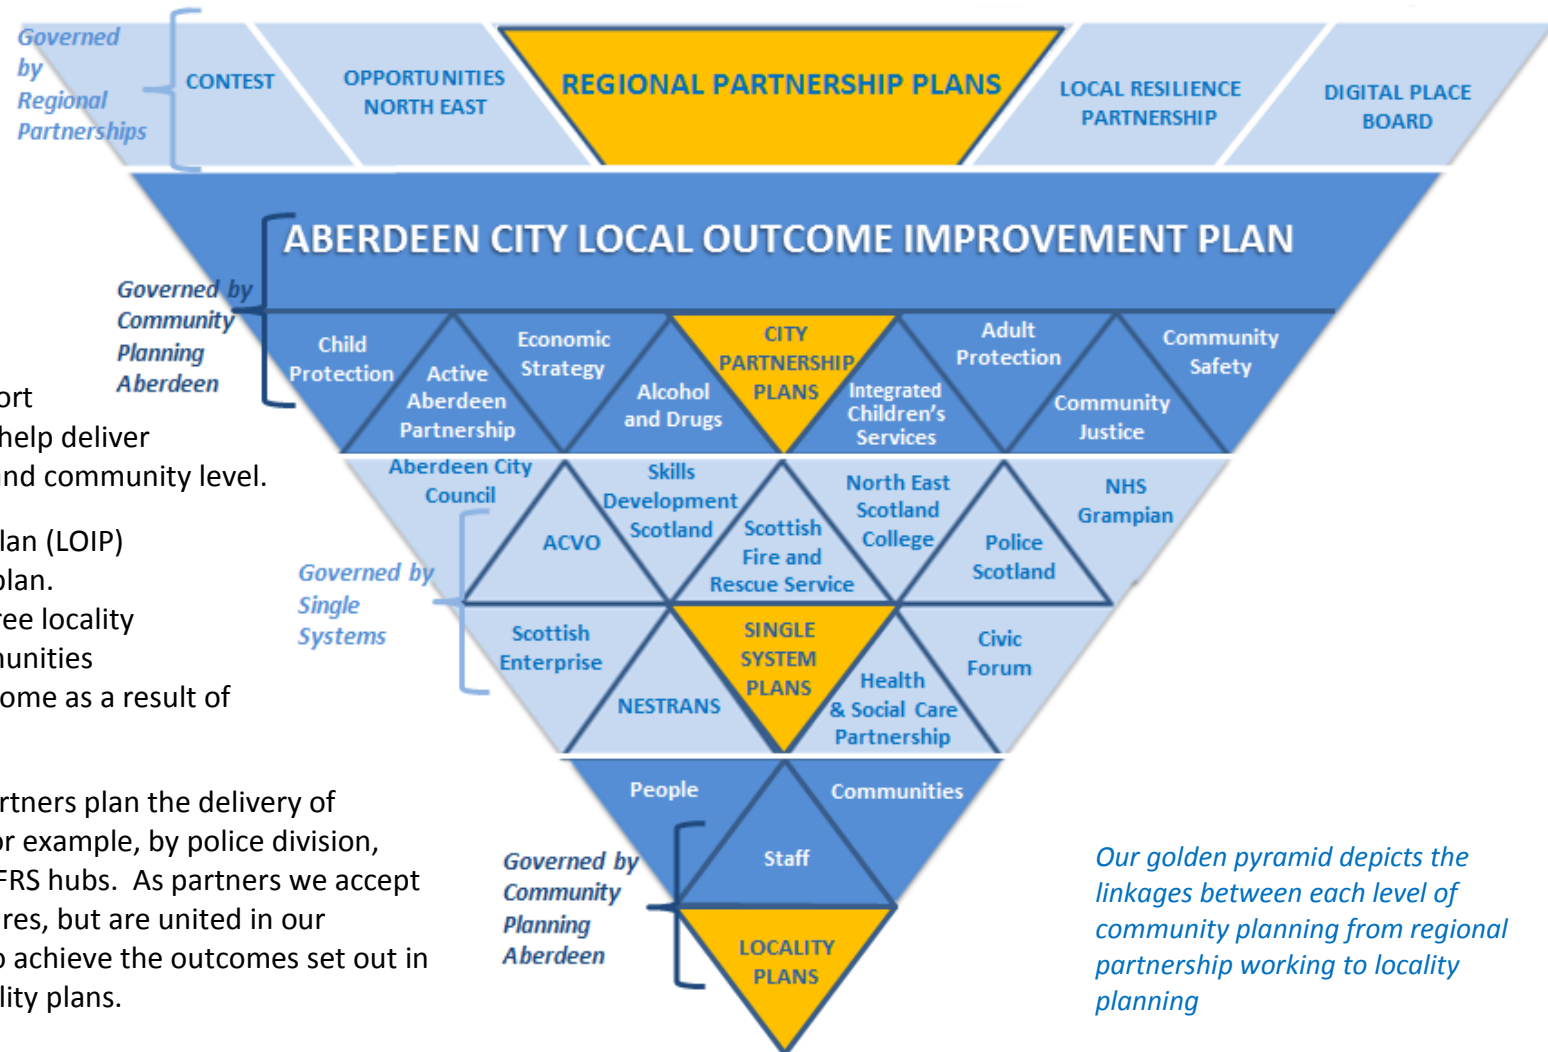 Governed
by
Regional
Partnerships
CONTEST
OPPORTUNITIES
NORTH EAST
REGIONAL PARTNERSHIP PLANS
LOCAL RESILIENCE
PARTNERSHIP
DIGITAL PLACE
BOARD
ABERDEEN CITY LOCAL OUTCOME IMPROVEMENT PLAN
Governed by
Community
Planning
Aberdeen
Child
Protection
Active
Aberdeen
Partnership
Economic
Strategy
Alcohol
and Drugs
CITY
PARTNERSHIP
PLANS
Integrated
Children's
Services
Adult
Protection
Community
Justice
Community
Safety
ort
help deliver
and community level.
lan (LOIP)
plan.
ree locality
munities
ome as a result of
Governed by
Single
Systems
Aberdeen City
Council
ACVO
Skills
Development
Scotland
Scottish
Fire and
Rescue Service
North East
Scotland
College
Police
Scotland
NHS
Grampian
Scottish
Enterprise
NESTRANS
SINGLE
SYSTEM
PLANS
Health
& Social Care
Partnership
Civic
Forum
artners plan the delivery of
or example, by police division,
FRS hubs. As partners we accept
res, but are united in our
o achieve the outcomes set out in
lity plans.
Governed by
Community
Planning
Aberdeen
People
Staff
Communities
LOCALITY
PLANS
Our golden pyramid depicts the
linkages between each level of
community planning from regional
partnership working to locality
planning